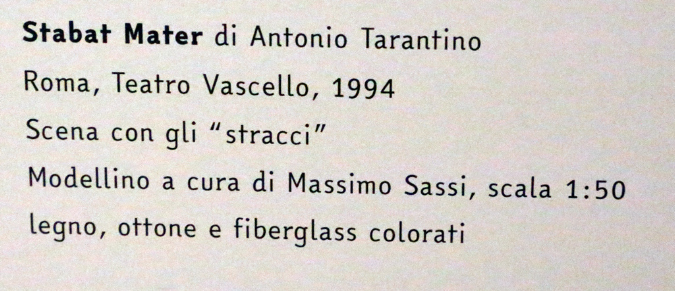 Stabat Mater di Antonio Tarantino
Roma, Teatro Vascello, 1994
Scena con gli “stracci”
Modellino a cura di Massimo Sassi, scala 1:50
legno, ottone e fiberglass colorati